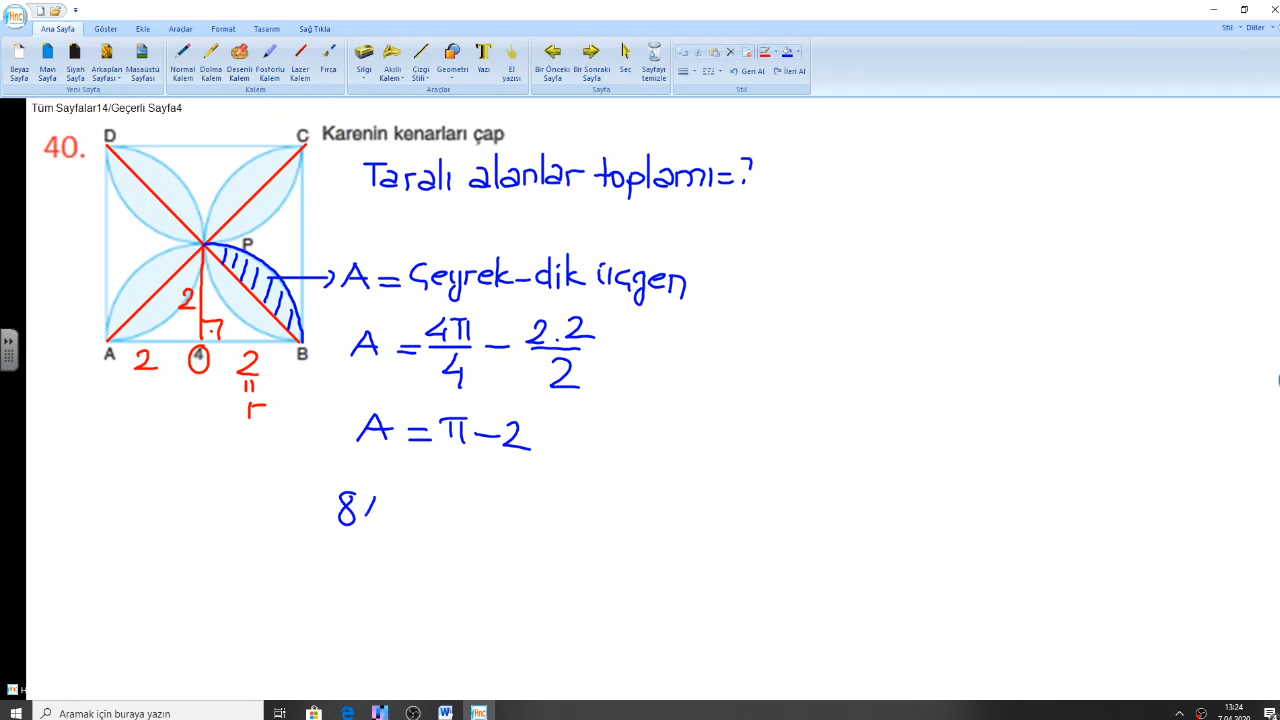 Stil Diller
Ana Sayfa Göster Ekle Araçlar Format Tasarım Sağ Tıkla
Beyaz Sayfa Mavi Sayfa Siyah Sayfa Arkaplan Sayfası Masaüstü Sayfası Normal Kalem Dolma Kalem Desenli Kalem Fosforlu Kalem Lazer Kalem Fırça Silgi Akıllı Kalem Çizgi Stili Geometri Yazı El yazısı Bir Önceki Sayfa Bir Sonraki Sayfa Seç Sayfayı temizle Geri Al İleri Al
Yeni Sayfa Kalem Araçlar Sayfa Stil
Tüm Sayfalar14/Geçerli Sayfa4
40. D C Karenin kenarları çap
Taralı alanlar toplamı=?
P
A = Çeyrek-dik üçgen
2
A = 4π/4 - 2.2/2
A 2 O 4 2 B
=
r
A = π-2
8
Aramak için buraya yazın
13:24
7.04.2020